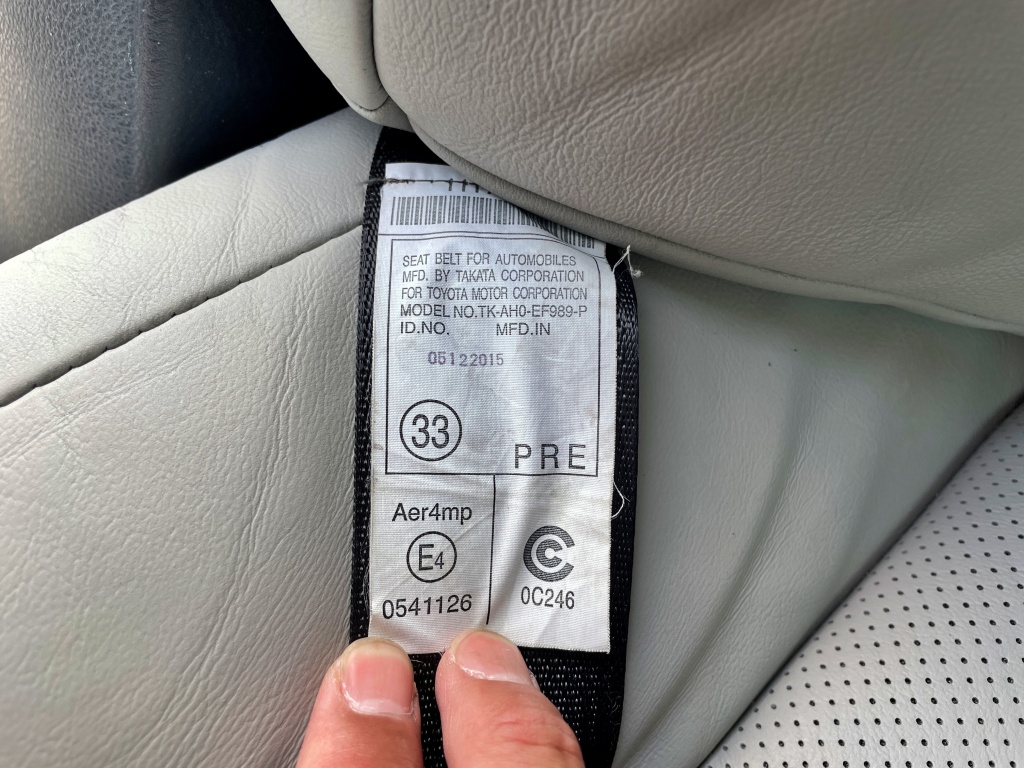 SEAT BELT FOR AUTOMOBILES
MFD. BY TAKATA CORPORATION
FOR TOYOTA MOTOR CORPORATION
MODEL NO.TK-AH0-EF989-P
ID.NO. MFD.IN
05122015
33
PRE
Aer4mp
E4
0541126
0C246